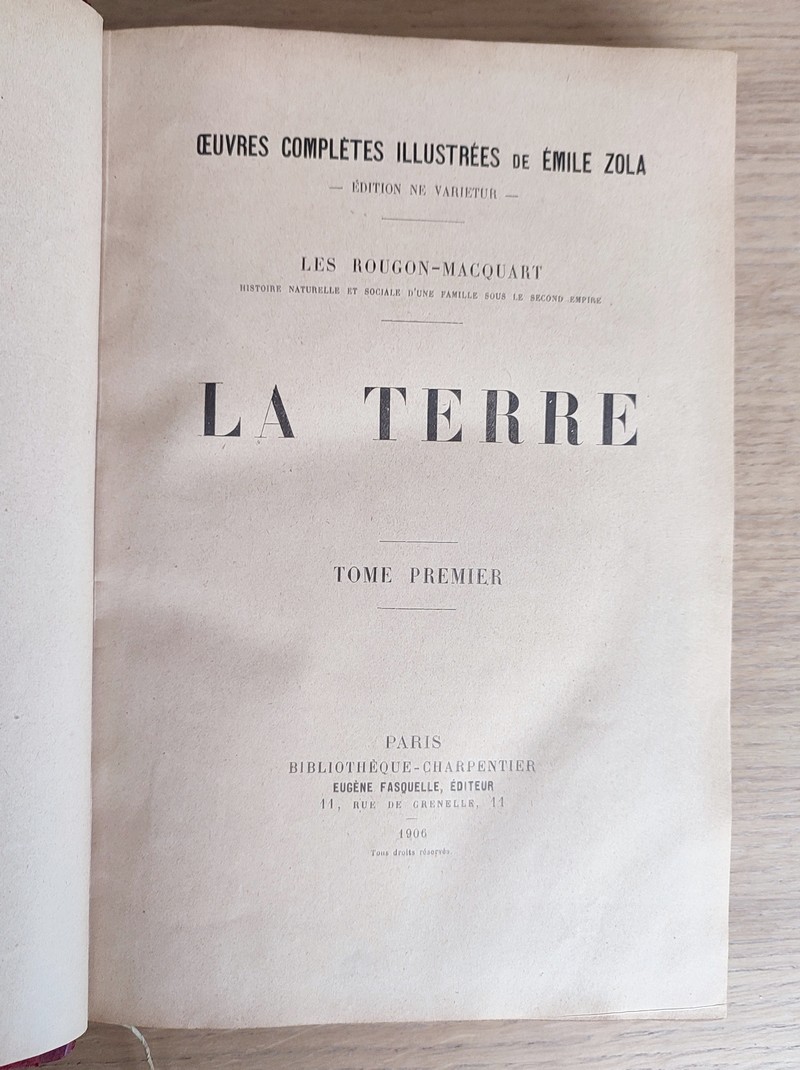 ŒUVRES COMPLÈTES ILLUSTRÉES DE ÉMILE ZOLA
— ÉDITION NE VARIETUR —
LES ROUGON-MACQUART
HISTOIRE NATURELLE ET SOCIALE D'UNE FAMILLE SOUS LE SECOND EMPIRE
LA TERRE
TOME PREMIER
PARIS
BIBLIOTHÈQUE-CHARPENTIER
EUGÈNE FASQUELLE, ÉDITEUR
11, RUE DE GRENELLE, 11
1906
Tous droits réservés.